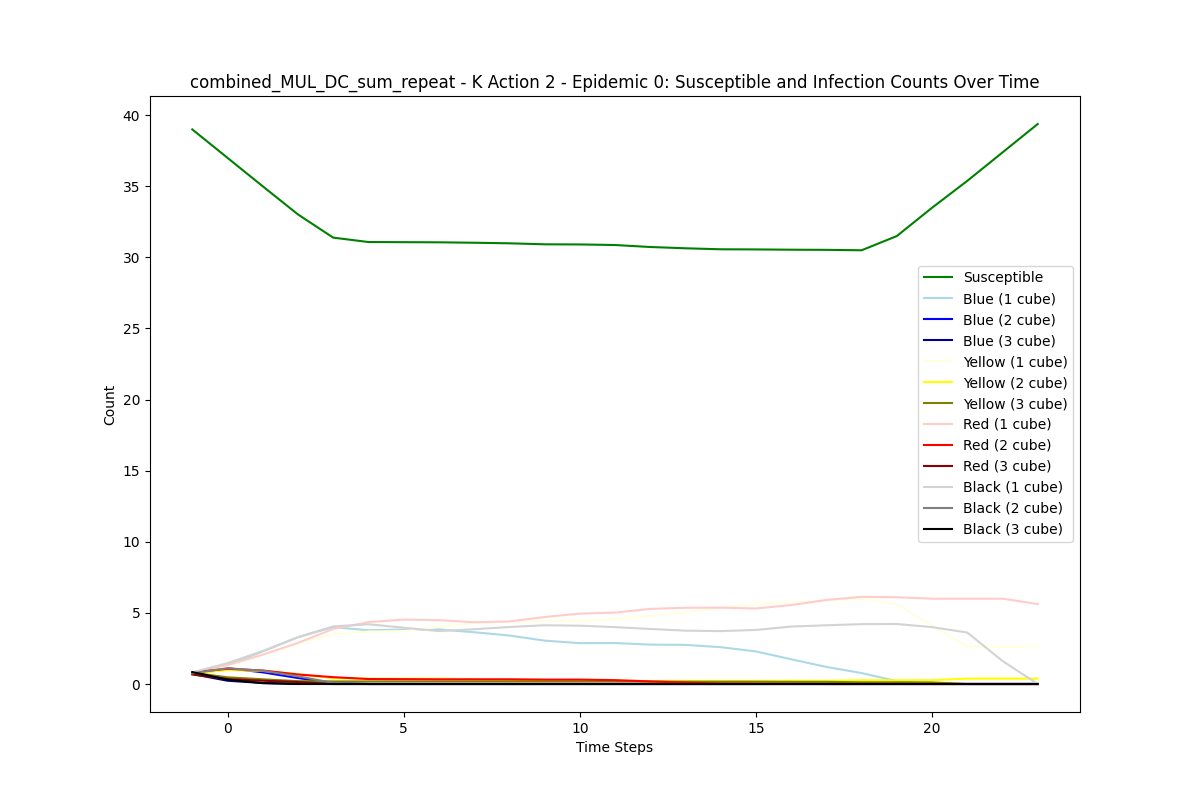 combined_MUL_DC_sum_repeat - K Action 2 - Epidemic 0: Susceptible and Infection Counts Over Time
40
35
30
25
20
15
10
5
0
Count
Susceptible
Blue (1 cube)
Blue (2 cube)
Blue (3 cube)
Yellow (1 cube)
Yellow (2 cube)
Yellow (3 cube)
Red (1 cube)
Red (2 cube)
Red (3 cube)
Black (1 cube)
Black (2 cube)
Black (3 cube)
0 5 10 15 20
Time Steps